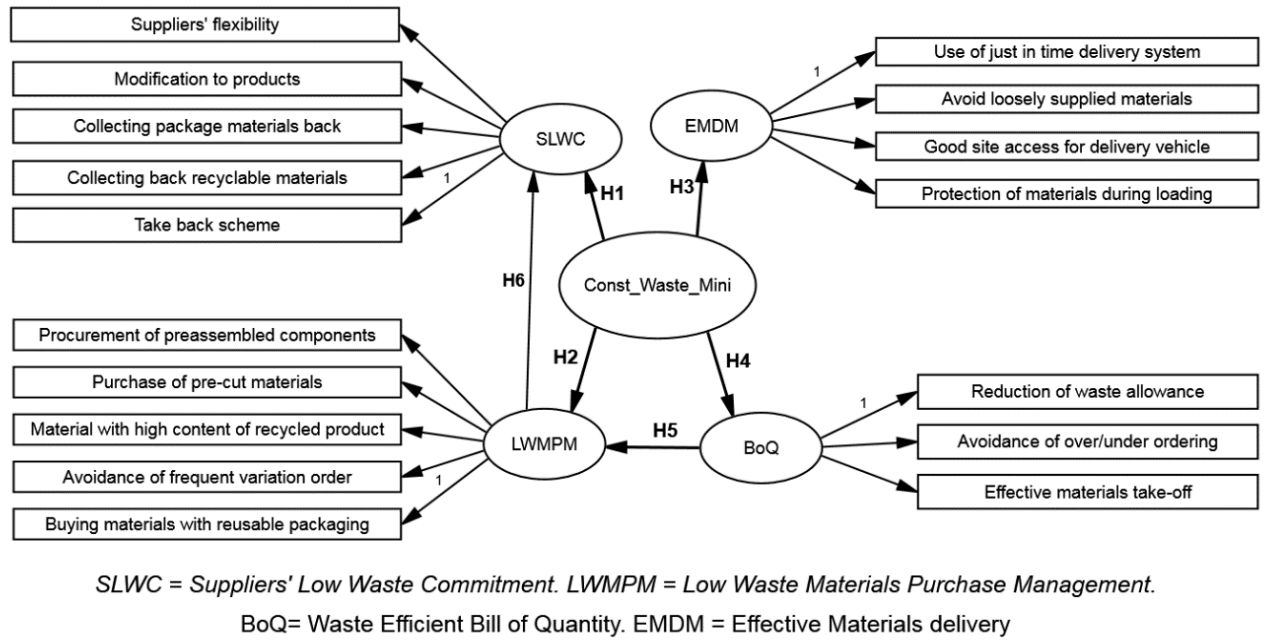 Suppliers' flexibility
Modification to products
Collecting package materials back
Collecting back recyclable materials
1
Take back scheme
SLWC
EMDM
1
Use of just in time delivery system
Avoid loosely supplied materials
Good site access for delivery vehicle
Protection of materials during loading
H1
H3
Const_Waste_Mini
H6
H2
H4
Procurement of preassembled components
Purchase of pre-cut materials
Material with high content of recycled product
Avoidance of frequent variation order
1
Buying materials with reusable packaging
LWMPM
H5
BoQ
1
Reduction of waste allowance
Avoidance of over/under ordering
Effective materials take-off
SLWC = Suppliers' Low Waste Commitment. LWMPM = Low Waste Materials Purchase Management.
BoQ= Waste Efficient Bill of Quantity. EMDM = Effective Materials delivery